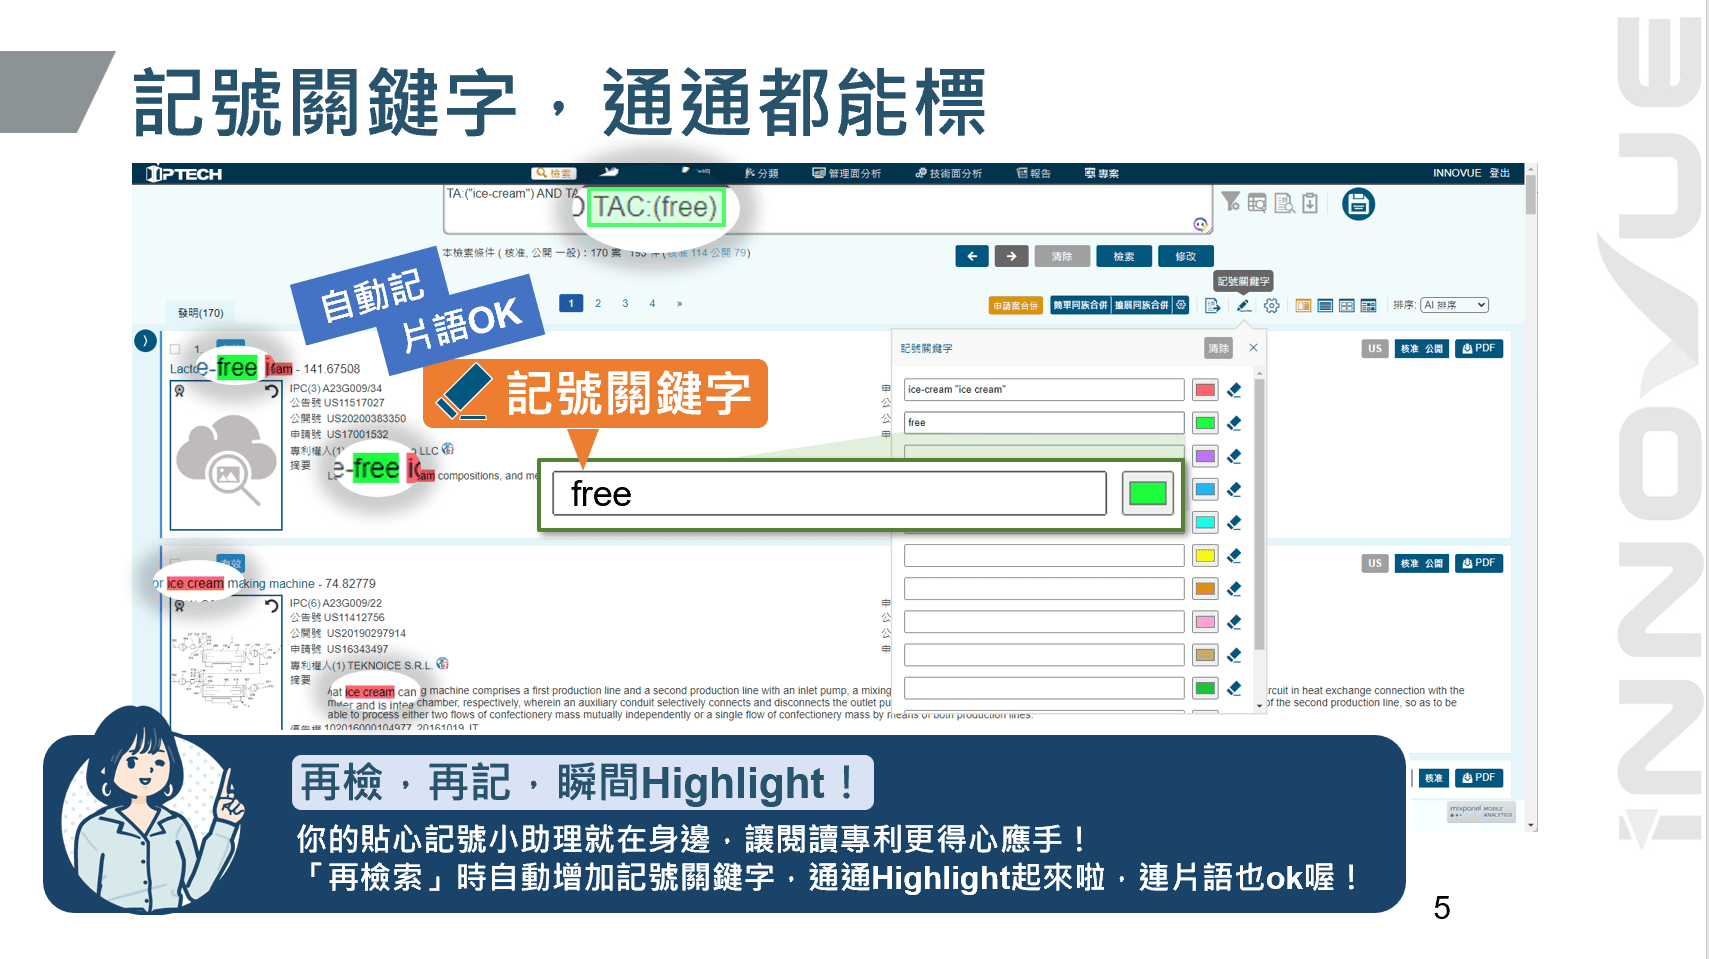 記號關鍵字，通通都能標
INNOVUE
IPTECH
檢索
分類
管理面分析
技術面分析
報告
專案
INNOVUE 登出
TA:("ice-cream") AND TA
TAC:(free)
本檢索條件 ( 核准, 公開 一般) : 170 案 193 件 (核准 114 公開 79)
清除
檢索
修改
記號關鍵字
自動記
片語OK
1 2 3 4 »
發明(170)
申請案合併
簡單同族合併
擴展同族合併
排序: AI 排序
記號關鍵字
清除
×
ice-cream "ice cream"
free
1.
Lacto e-free - 141.67508
US
核准 公開
PDF
IPC(3) A23G009/34
公告號 US11517027
公開號 US20200383350
申請號 US17001532
專利權人(1) LLC
摘要
e-free ic
am compositions, and me
記號關鍵字
free
有效
or ice cream making machine - 74.82779
US
核准 公開
PDF
IPC(6) A23G009/22
公告號 US11412756
公開號 US20190297914
申請號 US16343497
專利權人(1) TEKNOICE S.R.L.
摘要
hat ice cream can g machine comprises a first production line and a second production line with an inlet pump, a mixing
rcuit in heat exchange connection with the
chamber, respectively, wherein an auxiliary conduit selectively connects and disconnects the outlet pu
of the second production line, so as to be
able to process either two flows of confectionery mass mutually independently or a single flow of confectionery mass by means of both production lines.
優先權 102016000104977, 20161019, IT
核准
PDF
mixpanel MOBILE ANALYTICS
再檢，再記，瞬間Highlight！
你的貼心記號小助理就在身邊，讓閱讀專利更得心應手！
「再檢索」時自動增加記號關鍵字，通通Highlight起來啦，連片語也ok喔！
5